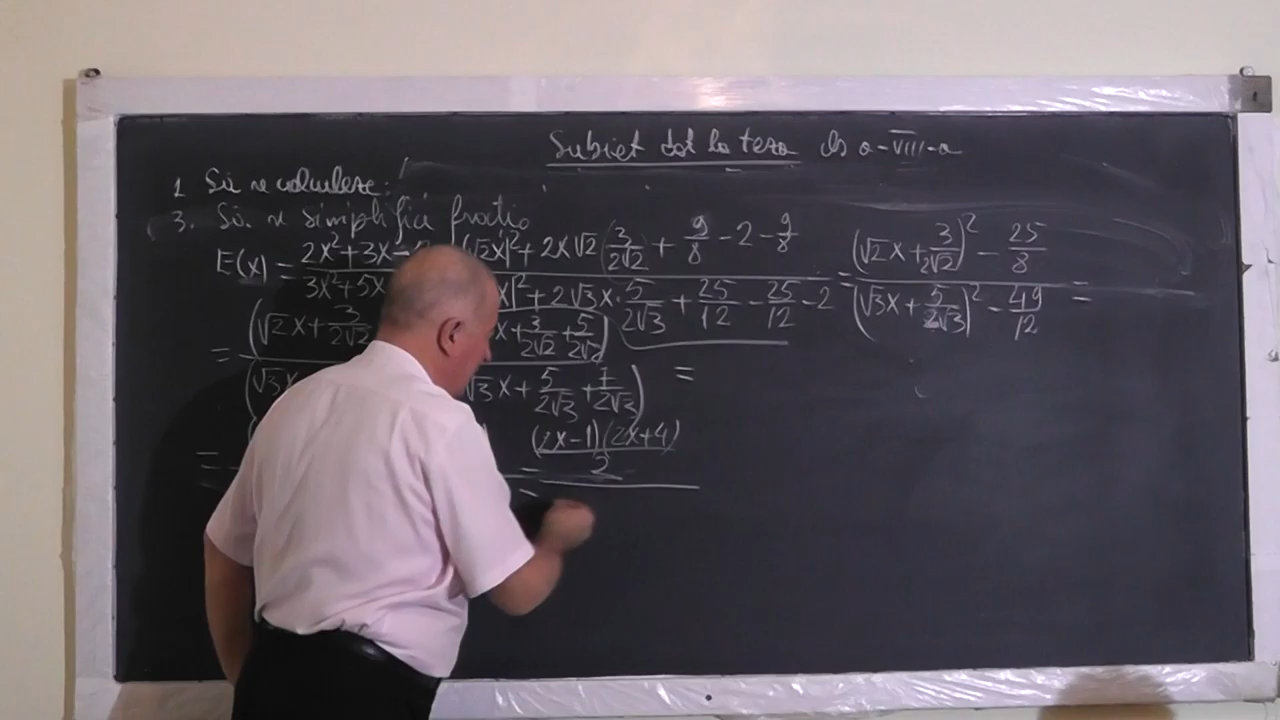 Subiect dat la teza cls a-VIII-a
1. Să se calculeze:
3. Să se simplifice fracția
E(x) = (2x²+3x−)/(3x²+5x) (√2x)²+2x√2(3/(2√2)+9/8−2−9/8)/(x)²+2√3x·5/(2√3)+25/12−25/12−2 = ((√2x+3/(2√2))²−25/8)/((√3x+5/(2√3))²−49/12) =
= (√2x+3/(2√2) x+3/(2√2)+5/(2√2))/(√3x √3x+5/(2√3)+7/(2√3)) =
= = (2x−1)(2x+4)/2